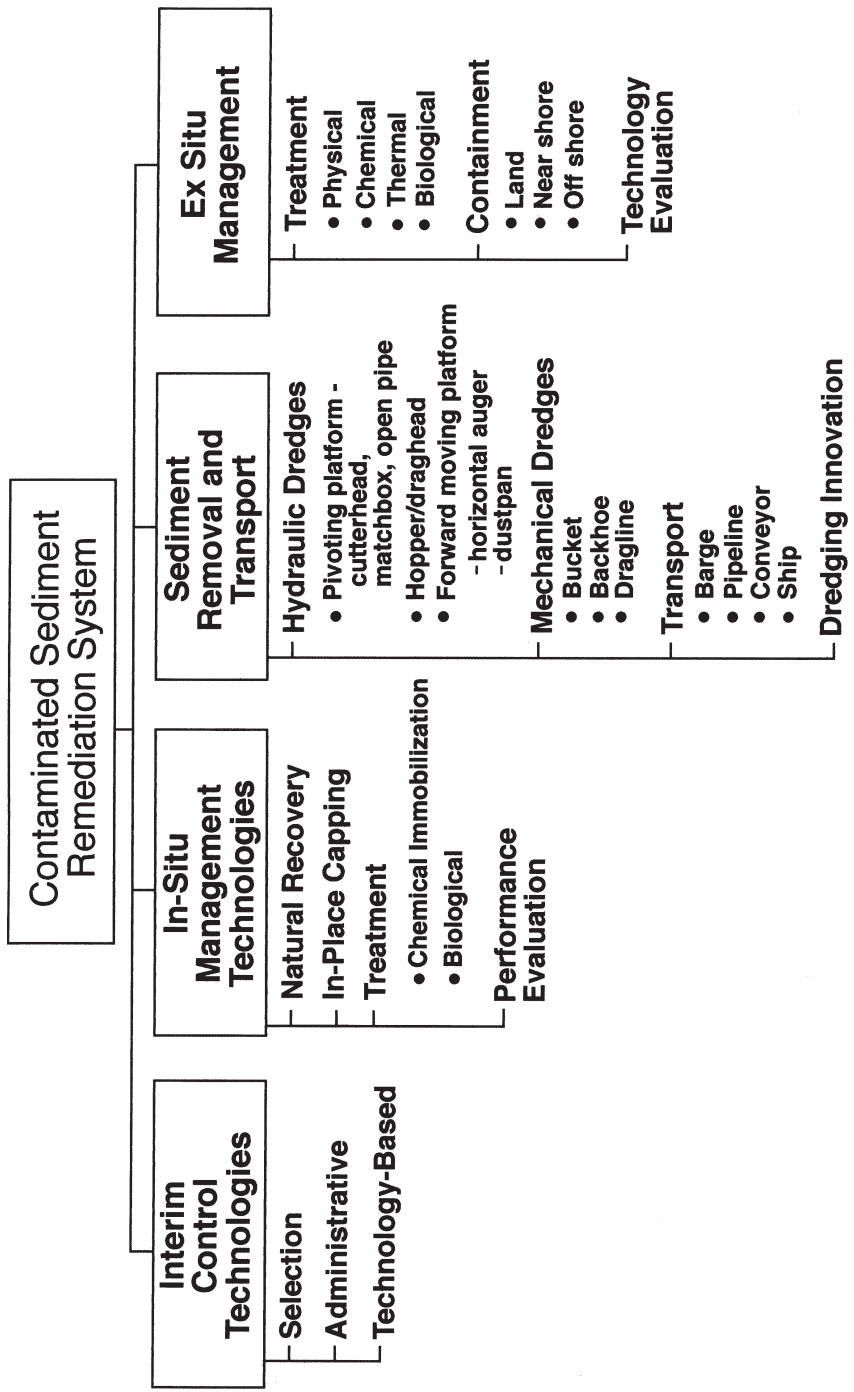 Contaminated Sediment
Remediation System
Interim
Control
Technologies
Selection
Administrative
Technology-Based
In-Situ
Management
Technologies
Natural Recovery
In-Place Capping
Treatment
• Chemical Immobilization
• Biological
Performance
Evaluation
Sediment
Removal and
Transport
Hydraulic Dredges
• Pivoting platform -
cutterhead,
matchbox, open pipe
• Hopper/draghead
• Forward moving platform
- horizontal auger
- dustpan
Mechanical Dredges
• Bucket
• Backhoe
• Dragline
Transport
• Barge
• Pipeline
• Conveyor
• Ship
Dredging Innovation
Ex Situ
Management
Treatment
• Physical
• Chemical
• Thermal
• Biological
Containment
• Land
• Near shore
• Off shore
Technology
Evaluation